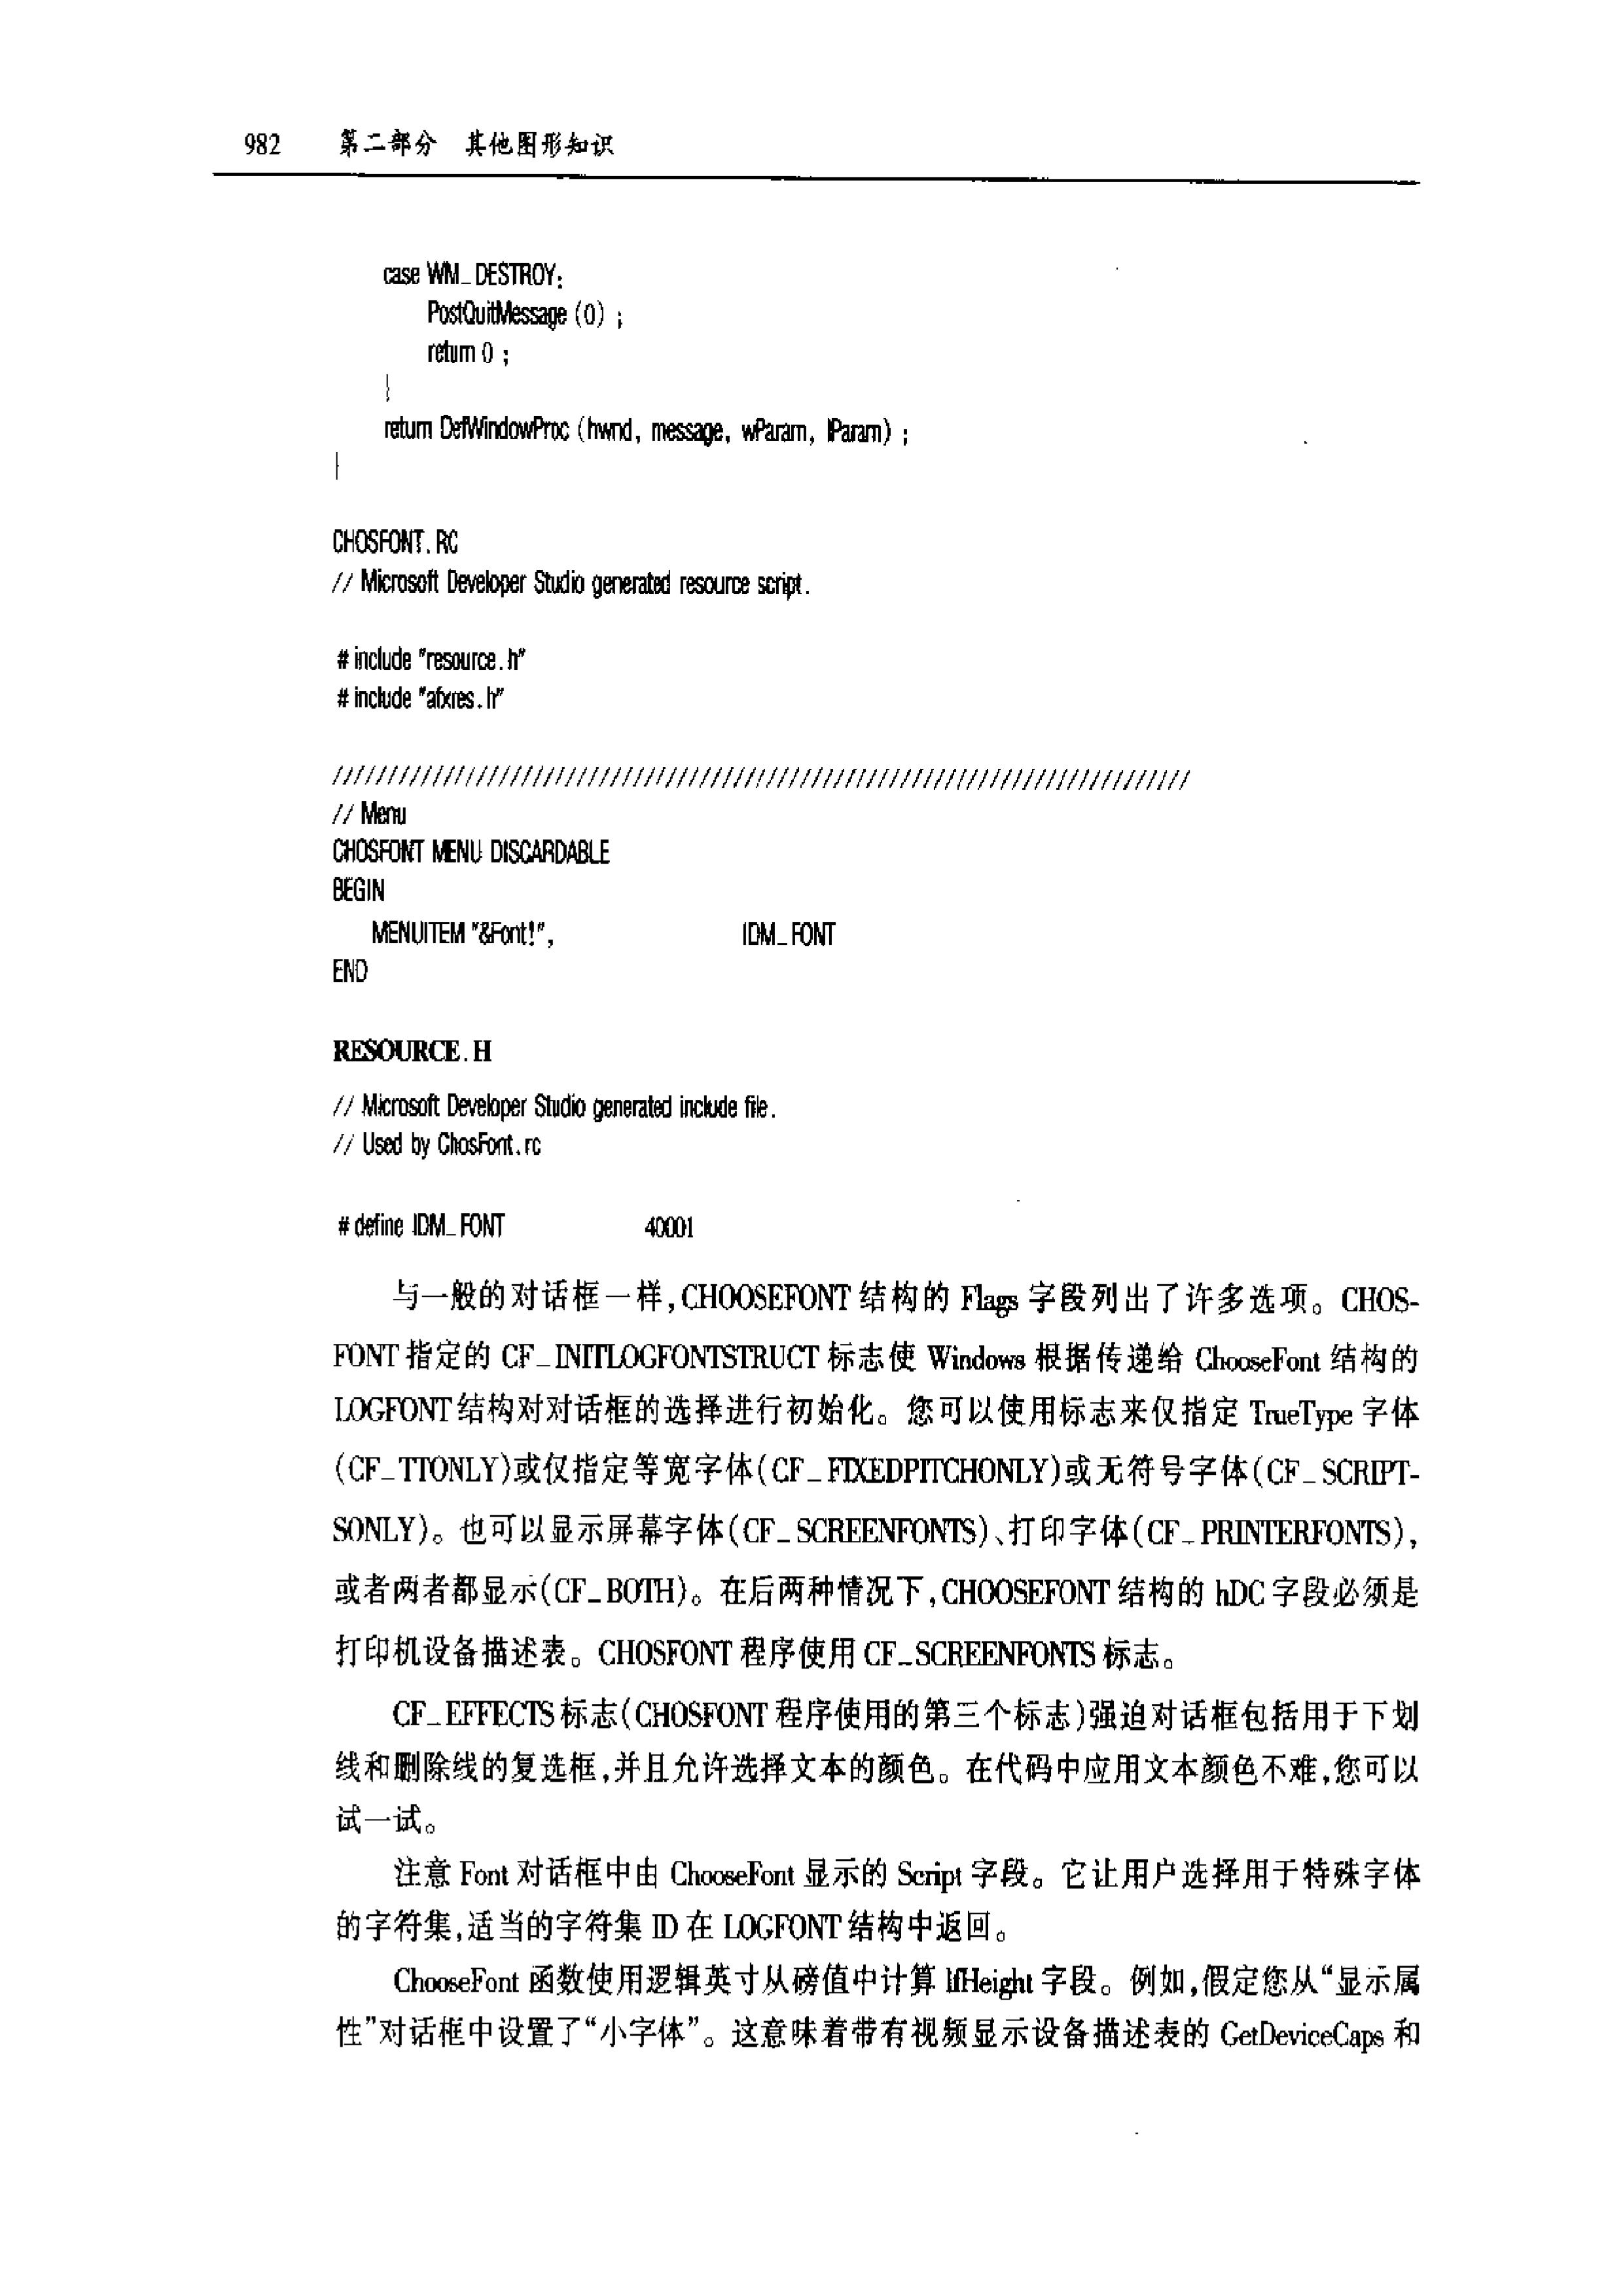 982 第二部分 其他图形知识
case WM_DESTROY:
PostQuitMessage (0) ;
return 0 ;
}
return DefWindowProc (hwnd, message, wParam, lParam) ;
}
CHOSFONT.RC
// Microsoft Developer Studio generated resource script.
# include "resource.h"
# include "afxres.h"
/////////////////////////////////////////////////////////////////////////////
// Menu
CHOSFONT MENU DISCARDABLE
BEGIN
MENUITEM "&Font!", IDM_FONT
END
RESOURCE.H
// Microsoft Developer Studio generated include file.
// Used by ChosFont.rc
# define IDM_FONT 40001
与一般的对话框一样,CHOOSEFONT 结构的 Flags 字段列出了许多选项。CHOS-
FONT 指定的 CF_INITLOGFONTSTRUCT 标志使 Windows 根据传递给 ChooseFont 结构的
LOGFONT 结构对对话框的选择进行初始化。您可以使用标志来仅指定 TrueType 字体
(CF_TTONLY)或仅指定等宽字体(CF_FIXEDPITCHONLY)或无符号字体(CF_SCRIPT-
SONLY)。也可以显示屏幕字体(CF_SCREENFONTS)、打印字体(CF_PRINTERFONTS),
或者两者都显示(CF_BOTH)。在后两种情况下,CHOOSEFONT 结构的 hDC 字段必须是
打印机设备描述表。CHOSFONT 程序使用 CF_SCREENFONTS 标志。
CF_EFFECTS 标志(CHOSFONT 程序使用的第三个标志)强迫对话框包括用于下划
线和删除线的复选框,并且允许选择文本的颜色。在代码中应用文本颜色不难,您可以
试一试。
注意 Font 对话框中由 ChooseFont 显示的 Script 字段。它让用户选择用于特殊字体
的字符集,适当的字符集 ID 在 LOGFONT 结构中返回。
ChooseFont 函数使用逻辑英寸从磅值中计算 lfHeight 字段。例如,假定您从“显示属
性”对话框中设置了“小字体”。这意味着带有视频显示设备描述表的 GetDeviceCaps 和